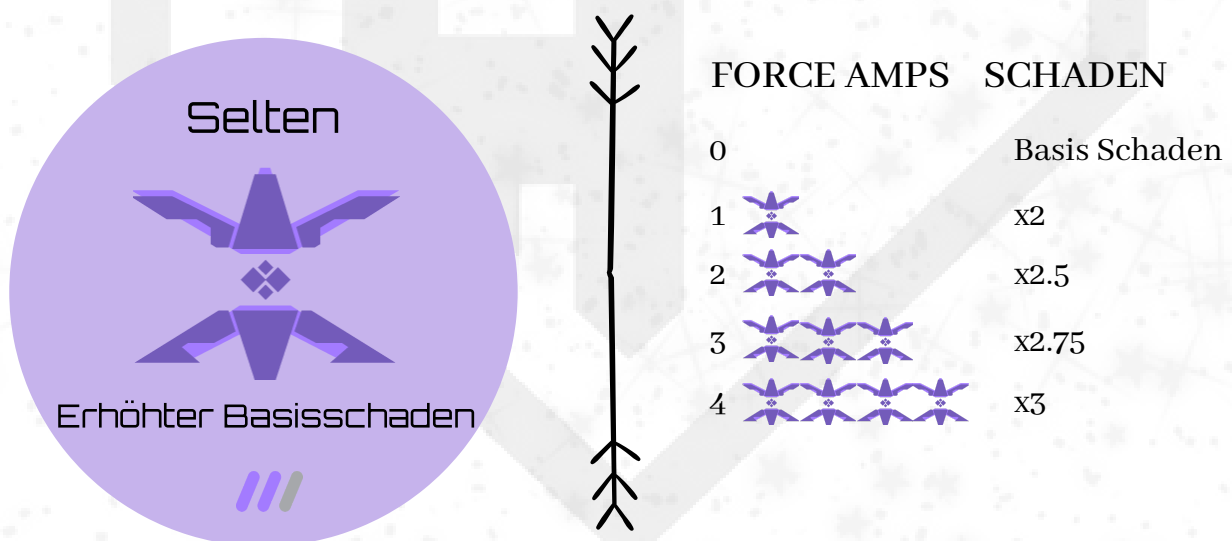 Selten
Erhöhter Basisschaden
FORCE AMPS SCHADEN
0 Basis Schaden
1 x2
2 x2.5
3 x2.75
4 x3